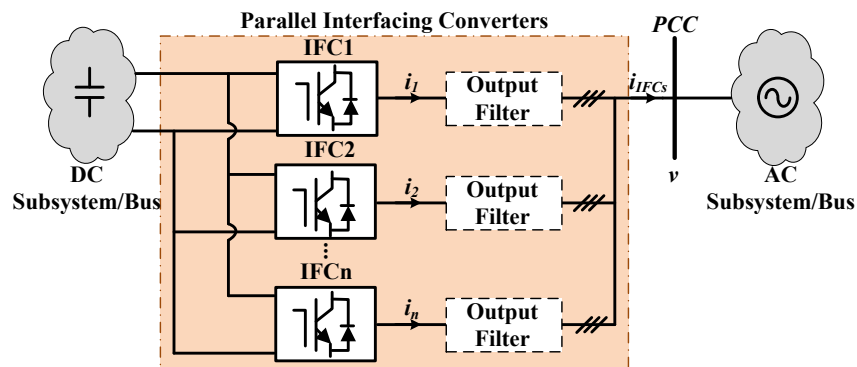 Parallel Interfacing Converters
IFC1
i1
Output
Filter
iIFCs
PCC
v
DC
Subsystem/Bus
AC
Subsystem/Bus
IFC2
i2
Output
Filter
IFCn
in
Output
Filter